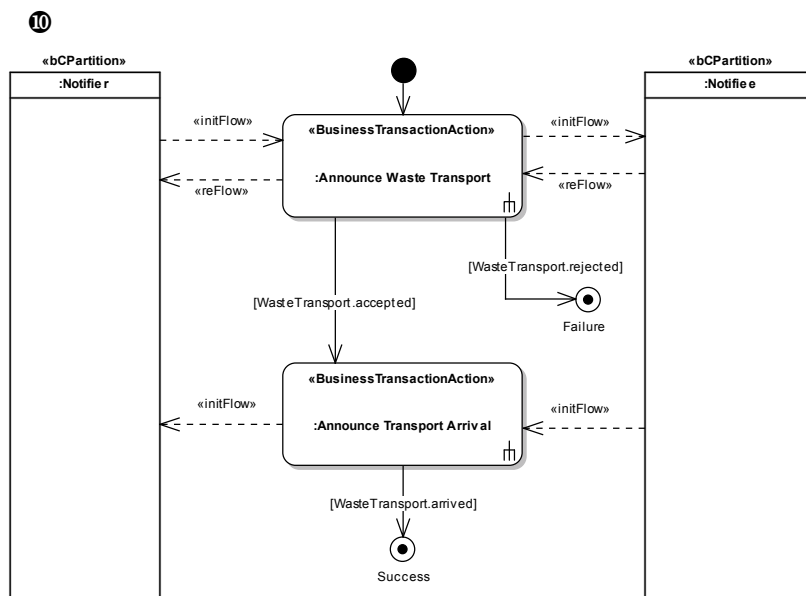 ❿
«bCPartition»
:Notifier
«bCPartition»
:Notifiee
«initFlow»
«BusinessTransactionAction»
«initFlow»
:Announce Waste Transport
«reFlow»
«reFlow»
[WasteTransport.rejected]
[WasteTransport.accepted]
Failure
«BusinessTransactionAction»
«initFlow»
«initFlow»
:Announce Transport Arrival
[WasteTransport.arrived]
Success